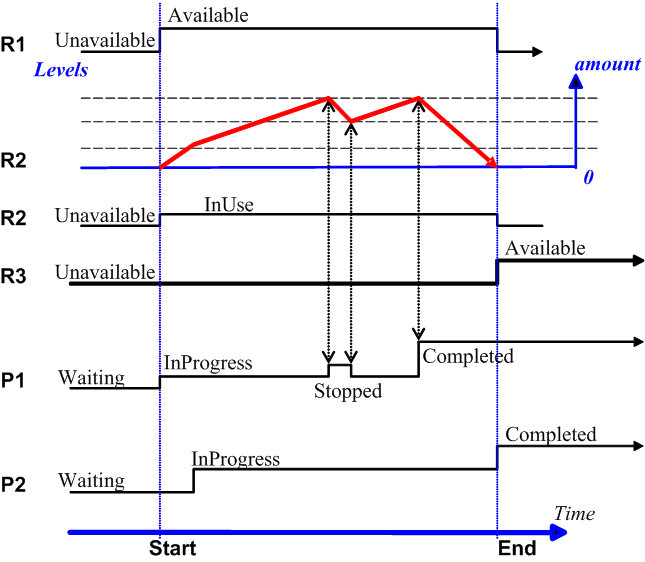 Available
R1
Unavailable
Levels
amount
R2
0
InUse
R2
Unavailable
Available
R3
Unavailable
InProgress
Completed
P1
Waiting
Stopped
Completed
InProgress
P2
Waiting
Time
Start
End